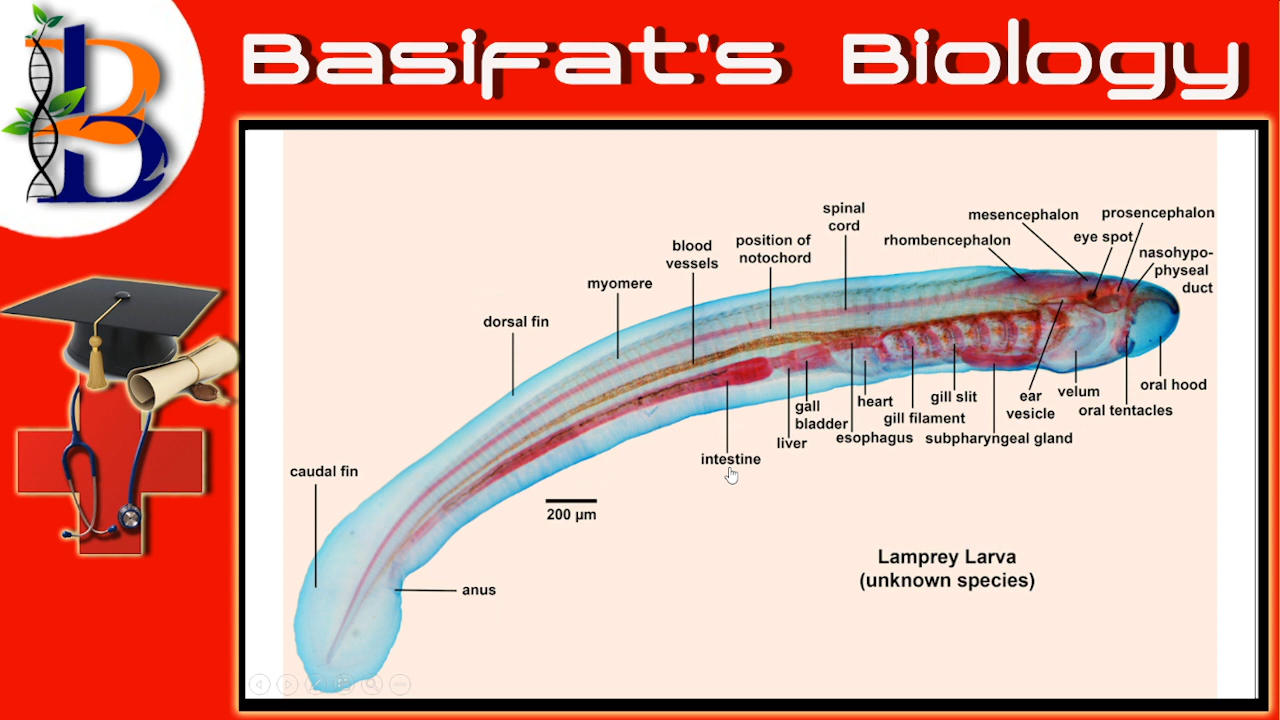 Basifat's Biology
B
spinal
cord
mesencephalon
prosencephalon
blood
vessels
position of
notochord
rhombencephalon
eye spot
nasohypo-
physeal
duct
myomere
dorsal fin
oral hood
velum
ear
vesicle
oral tentacles
gill slit
heart
gill filament
gall
bladder
esophagus
subpharyngeal gland
liver
intestine
caudal fin
200 µm
Lamprey Larva
(unknown species)
anus